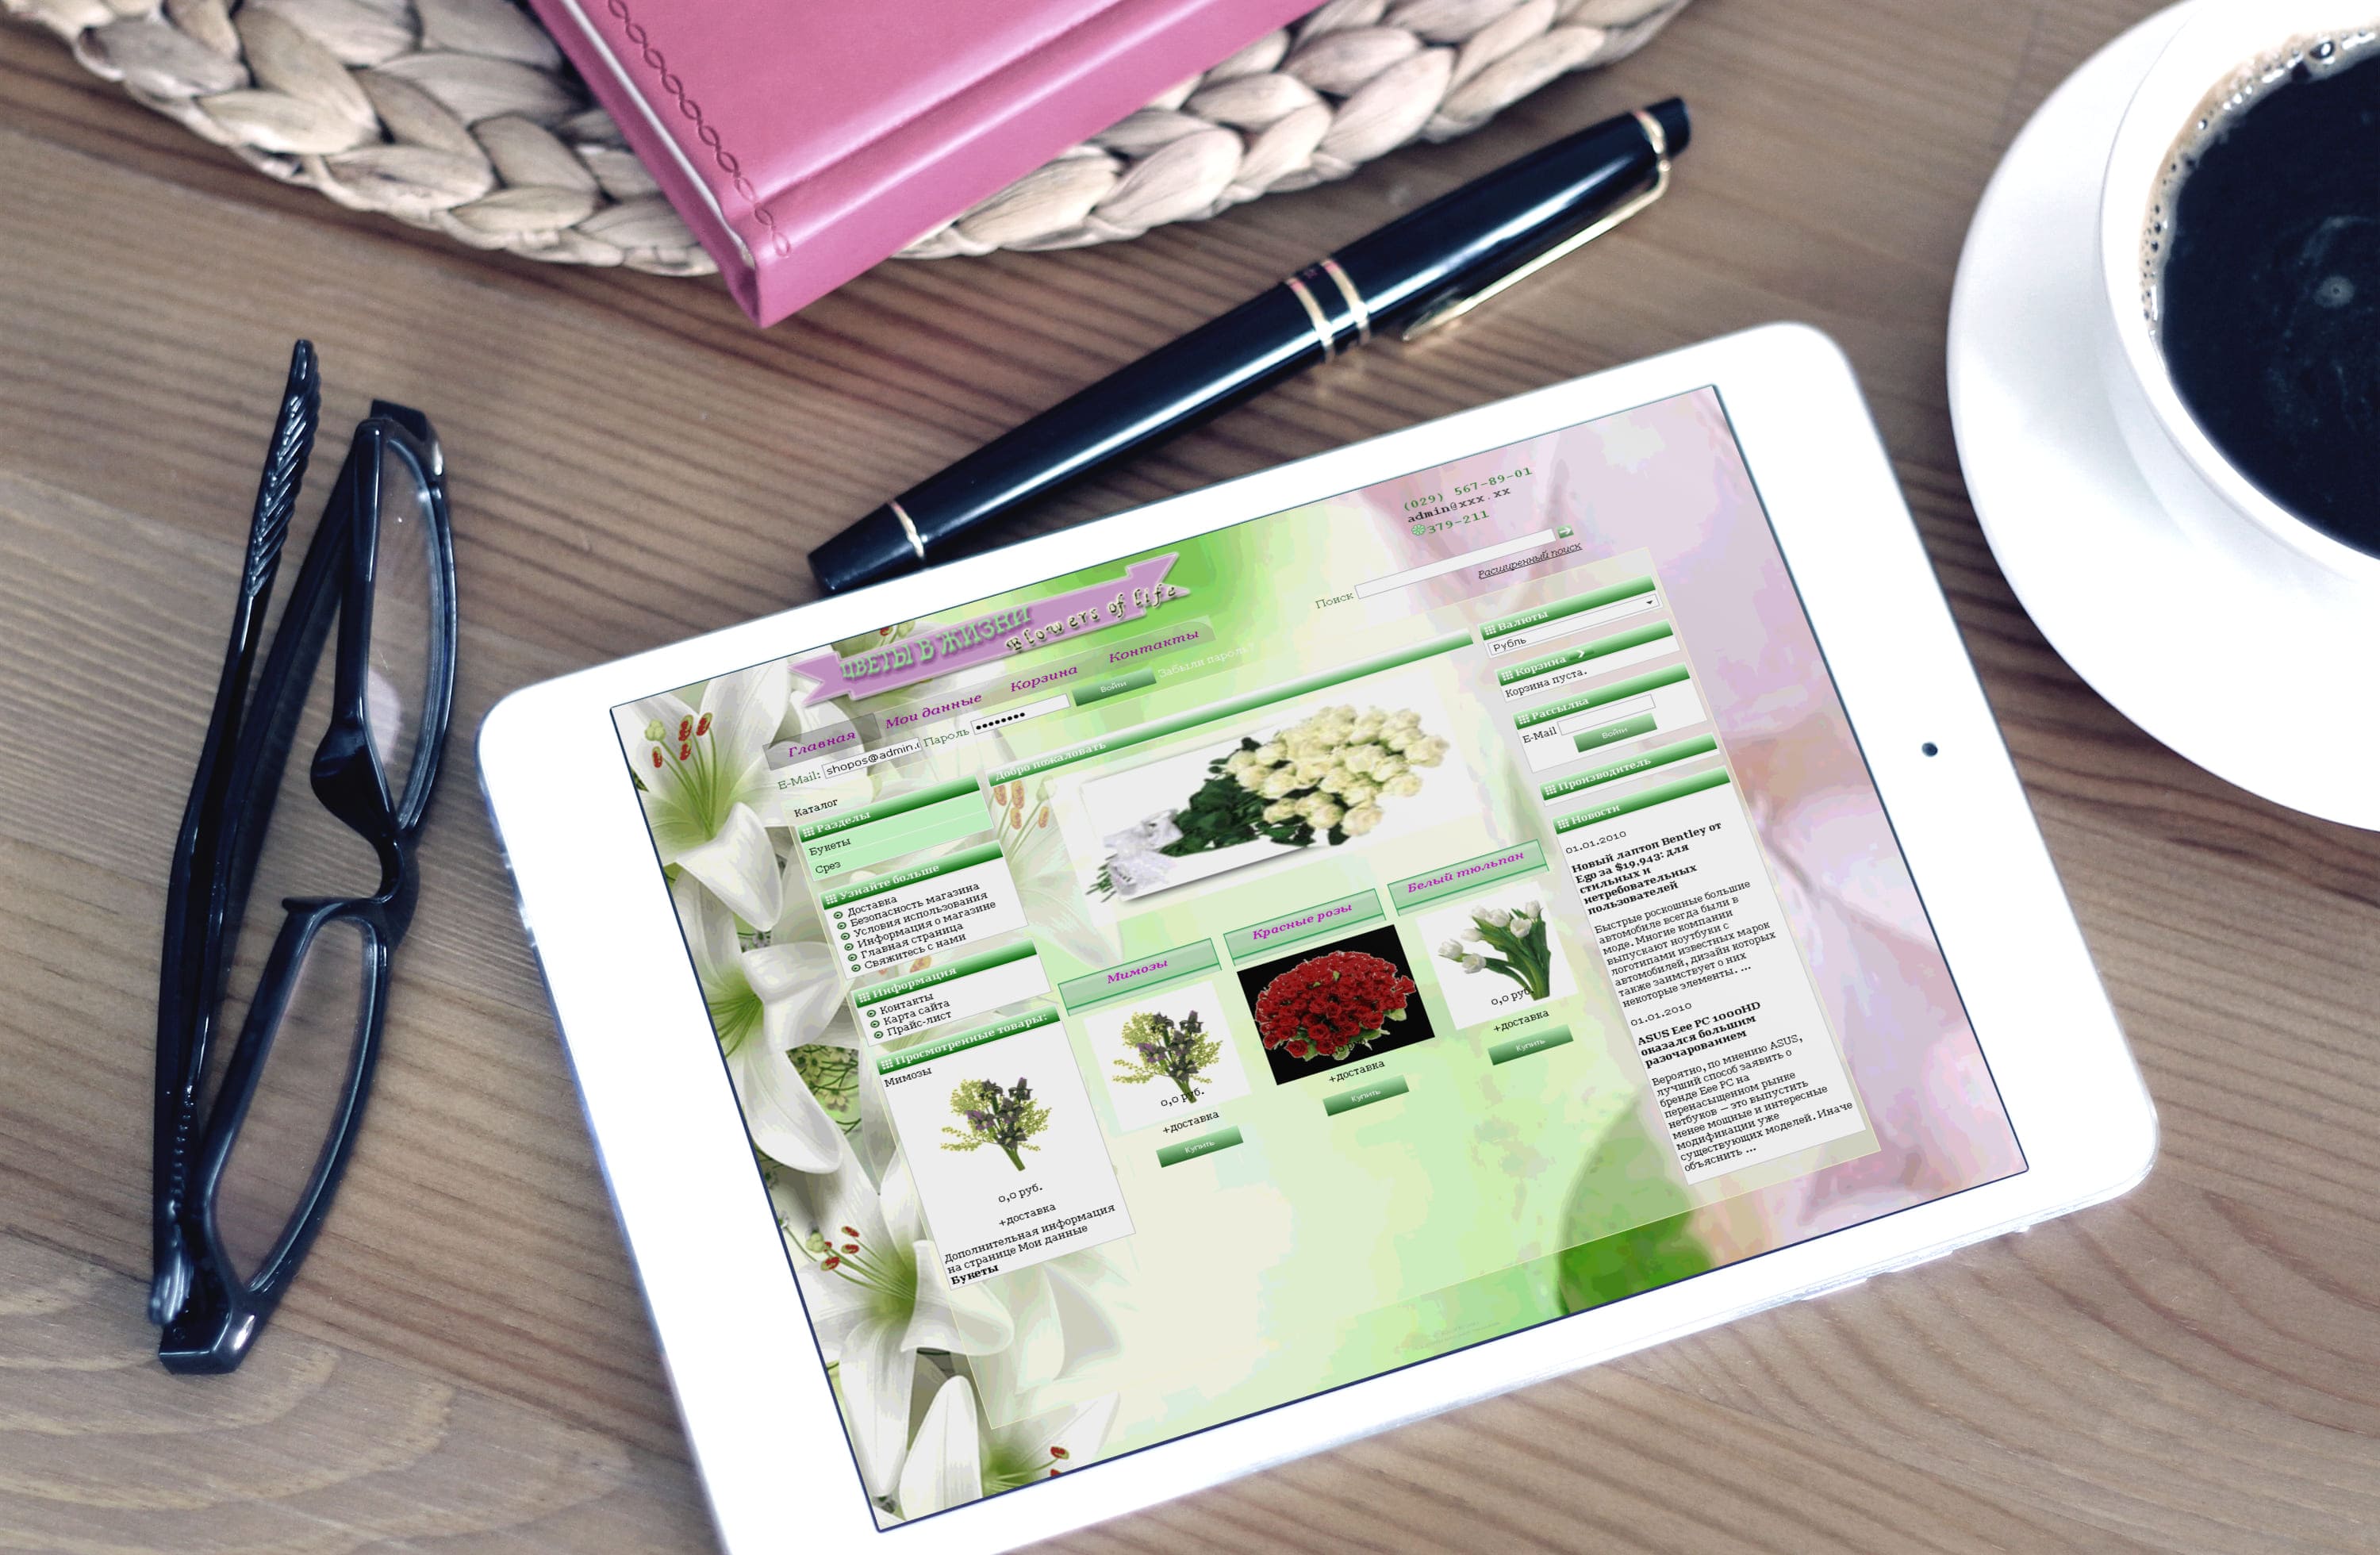 (029) 567-89-01
admin@xxx.xx
379-211
Поиск
Расширенный поиск
ЦВЕТЫ В ЖИЗНИ
Flowers of life
Главная
Мои данные
Корзина
Контакты
E-Mail: shopos@admin.
Пароль ••••••••
Войти
Забыли пароль?
Каталог
Разделы
Букеты
Срез
Узнайте больше
Доставка
Безопасность магазина
Условия использования
Информация о магазине
Главная страница
Свяжитесь с нами
Информация
Контакты
Карта сайта
Прайс-лист
Просмотренные товары:
Мимозы
0,0 руб.
+доставка
Дополнительная информация
на странице Мои данные
Букеты
Добро пожаловать
Мимозы
0,0 руб.
+доставка
Купить
Красные розы
+доставка
Купить
Белый тюльпан
0,0 руб.
+доставка
Купить
Валюты
Рубль
Корзина
Корзина пуста.
Рассылка
E-Mail
Войти
Производитель
Новости
01.01.2010
Новый лаптоп Bentley от
Ego за $19,943: для
стильных и
нетребовательных
пользователей
Быстрые роскошные большие
автомобиле всегда были в
моде. Многие компании
выпускают ноутбуки с
логотипами известных марок
автомобилей, дизайн которых
также заимствует о них
некоторые элементы. ...
01.01.2010
ASUS Eee PC 1000HD
оказался большим
разочарованием
Вероятно, по мнению ASUS,
лучший способ заявить о
бренде Eee PC на
перенасыщенном рынке
нетбуков — это выпустить
менее мощные и интересные
модификации уже
существующих моделей. Иначе
объяснить ...